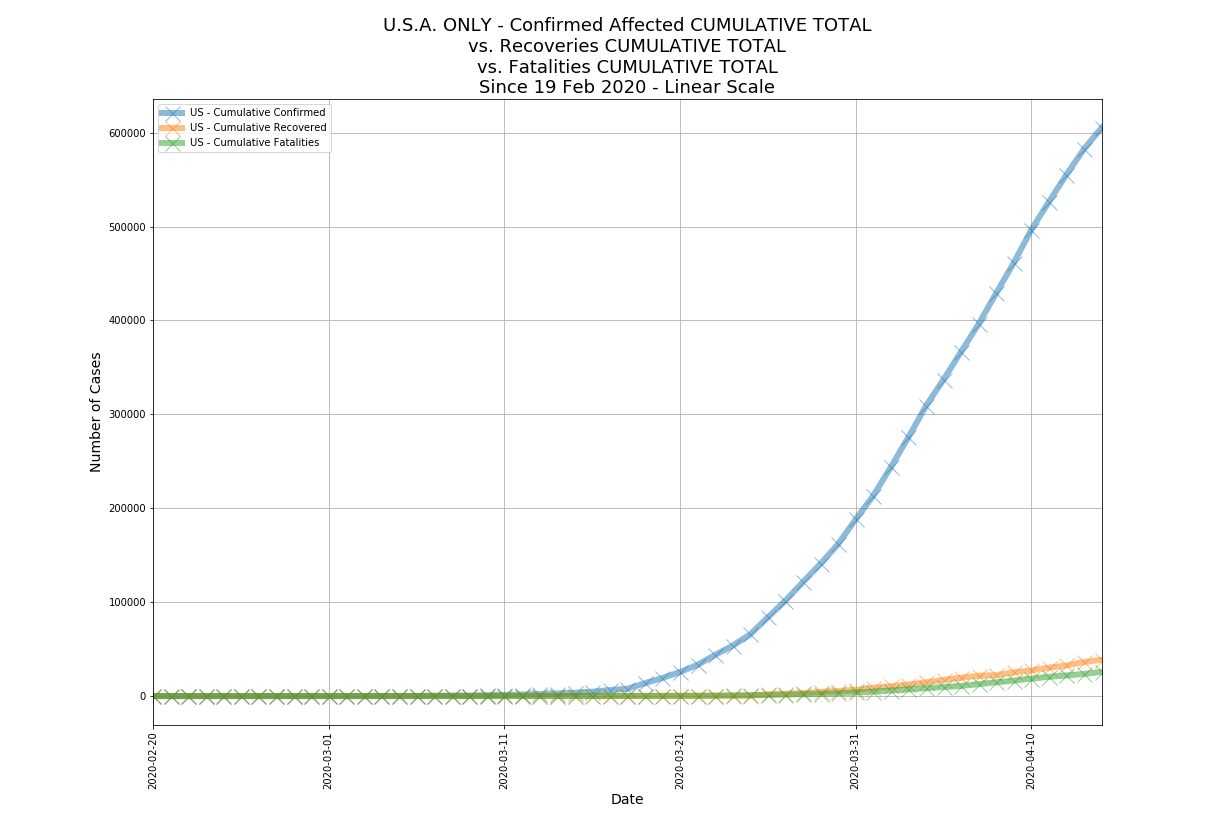 U.S.A. ONLY - Confirmed Affected CUMULATIVE TOTAL
vs. Recoveries CUMULATIVE TOTAL
vs. Fatalities CUMULATIVE TOTAL
Since 19 Feb 2020 - Linear Scale
US - Cumulative Confirmed
US - Cumulative Recovered
US - Cumulative Fatalities
Number of Cases
600000
500000
400000
300000
200000
100000
0
2020-02-20
2020-03-01
2020-03-11
2020-03-21
2020-03-31
2020-04-10
Date